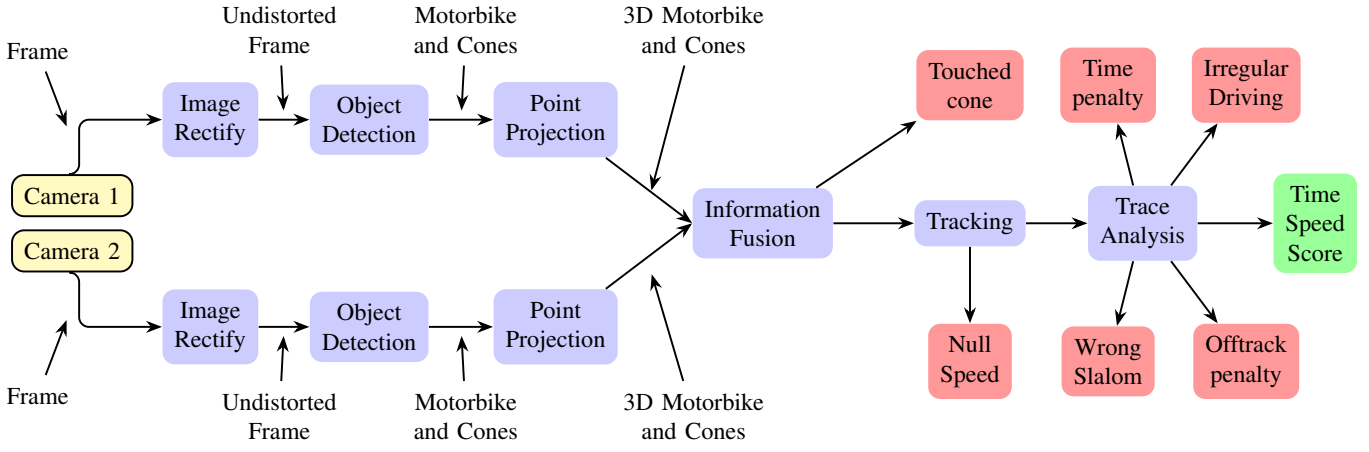 Undistorted
Frame
Motorbike
and Cones
3D Motorbike
and Cones
Frame
Image
Rectify
Object
Detection
Point
Projection
Touched
cone
Time
penalty
Irregular
Driving
Camera 1
Camera 2
Information
Fusion
Tracking
Trace
Analysis
Time
Speed
Score
Image
Rectify
Object
Detection
Point
Projection
Null
Speed
Wrong
Slalom
Offtrack
penalty
Frame
Undistorted
Frame
Motorbike
and Cones
3D Motorbike
and Cones